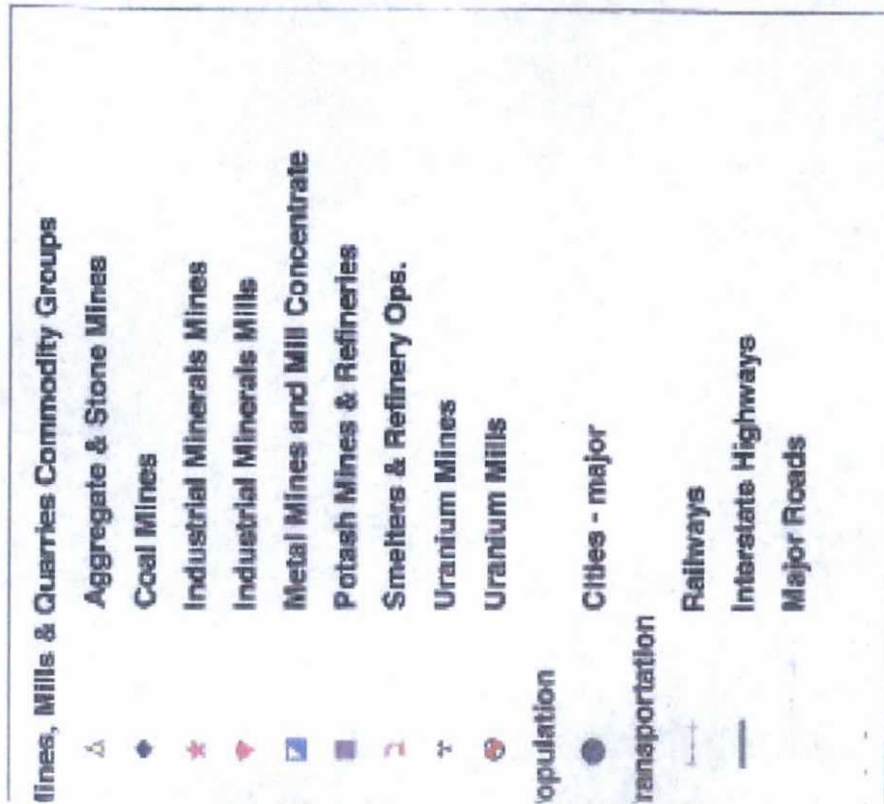 lines, Mills & Quarries Commodity Groups
Aggregate & Stone Mines
Coal Mines
Industrial Minerals Mines
Industrial Minerals Mills
Metal Mines and Mill Concentrate
Potash Mines & Refineries
Smelters & Refinery Ops.
Uranium Mines
Uranium Mills
opulation
Cities - major
ransportation
Railways
Interstate Highways
Major Roads